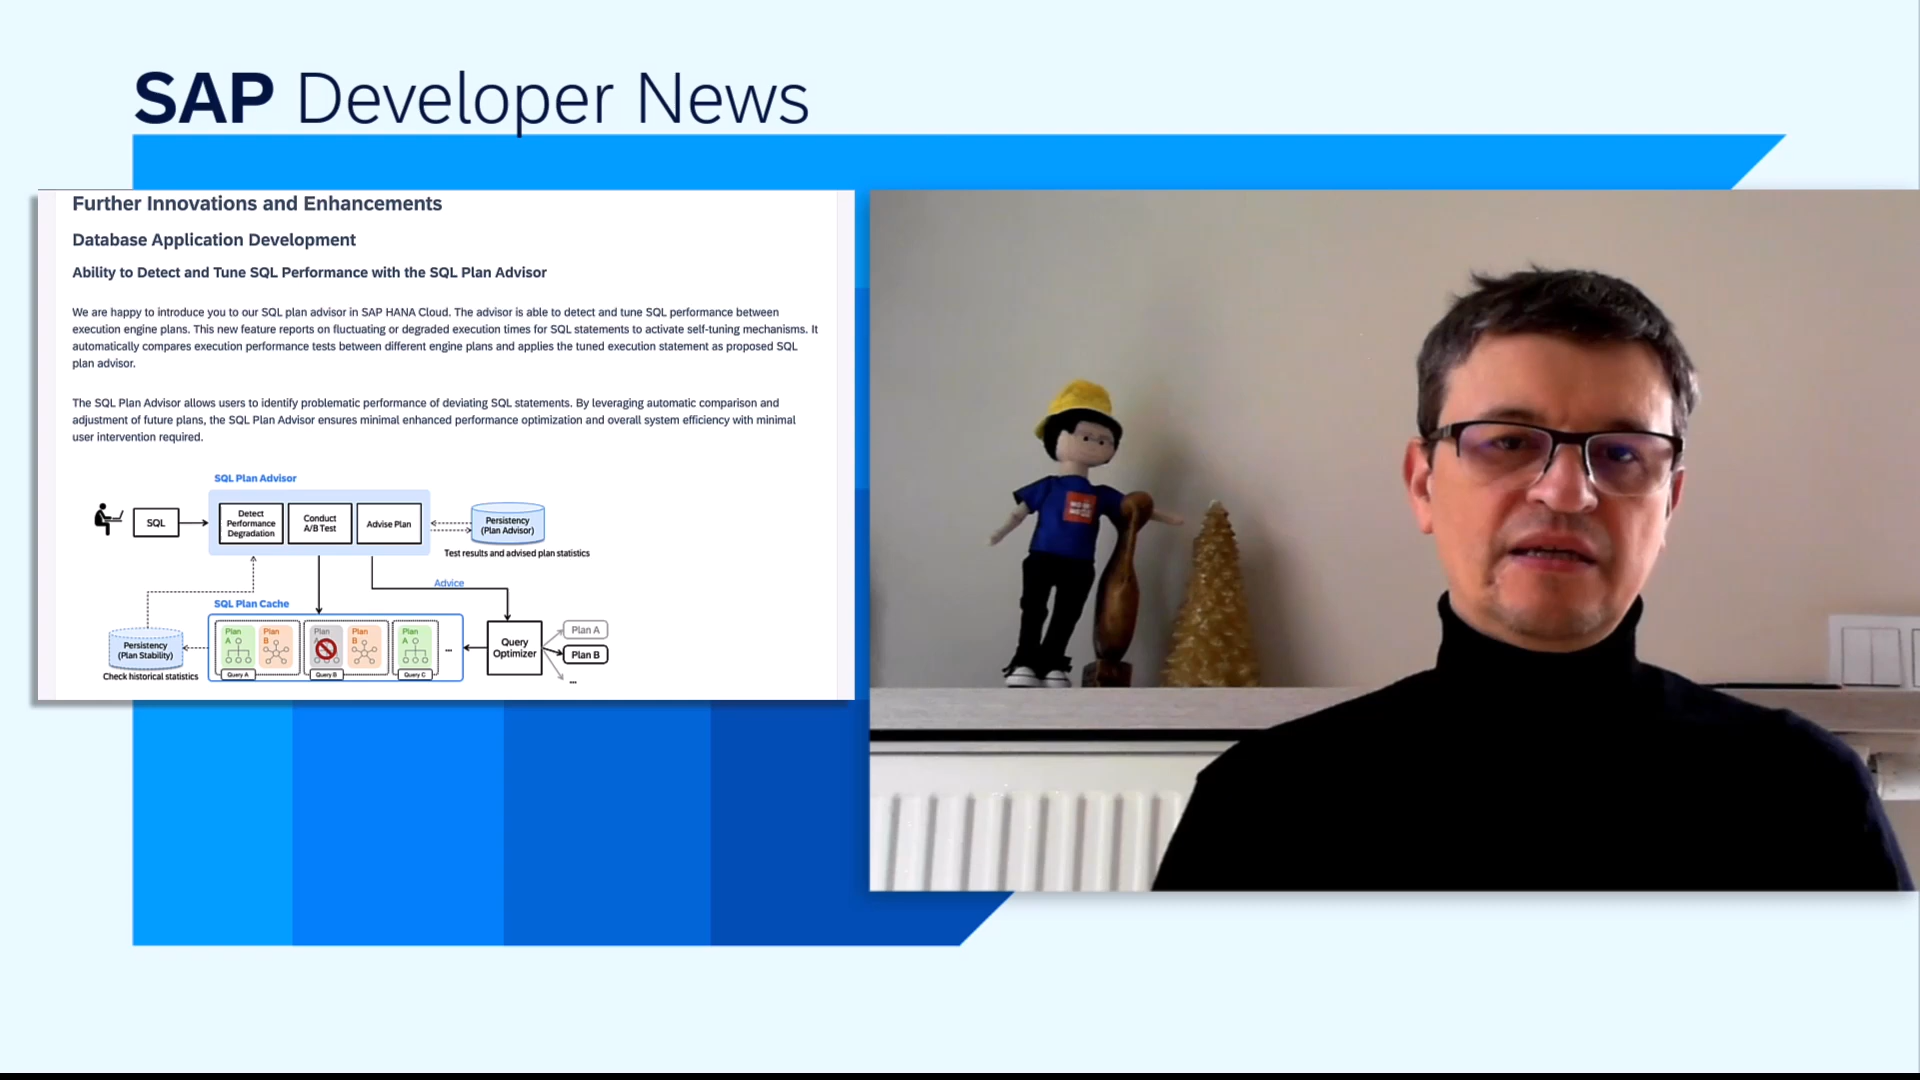 SAP Developer News
Further Innovations and Enhancements
Database Application Development
Ability to Detect and Tune SQL Performance with the SQL Plan Advisor
We are happy to introduce you to our SQL plan advisor in SAP HANA Cloud. The advisor is able to detect and tune SQL performance between
execution engine plans. This new feature reports on fluctuating or degraded execution times for SQL statements to activate self-tuning mechanisms. It
automatically compares execution performance tests between different engine plans and applies the tuned execution statement as proposed SQL
plan advisor.
The SQL Plan Advisor allows users to identify problematic performance of deviating SQL statements. By leveraging automatic comparison and
adjustment of future plans, the SQL Plan Advisor ensures minimal enhanced performance optimization and overall system efficiency with minimal
user intervention required.
SQL Plan Advisor
SQL
Detect
Performance
Degradation
Conduct
A/B Test
Advise Plan
Persistency
(Plan Advisor)
Test results and advised plan statistics
Advice
SQL Plan Cache
Persistency
(Plan Stability)
Check historical statistics
Plan
A
Plan
B
Query A
Plan
A
Plan
B
Query B
Plan
A
Query C
...
Query
Optimizer
Plan A
Plan B
...